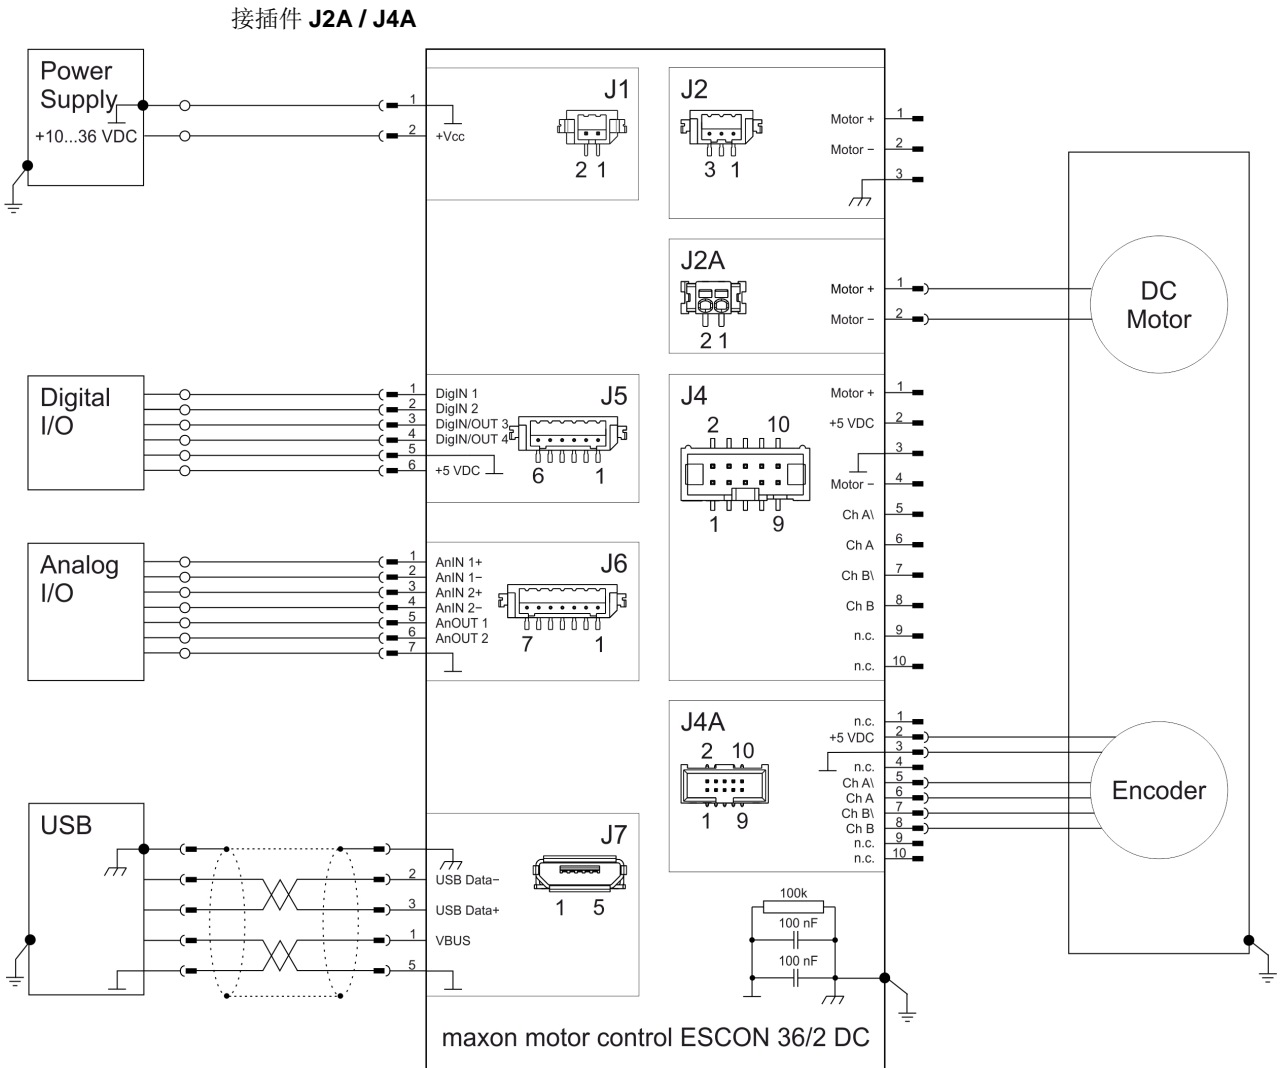 接插件 J2A / J4A
Power
Supply
+10...36 VDC
1
2
+Vcc
J1
2 1
J2
3 1
Motor +
1
Motor −
2
3
J2A
2 1
Motor +
1
Motor −
2
DC
Motor
Digital
I/O
1
DigIN 1
2
DigIN 2
3
DigIN/OUT 3
4
DigIN/OUT 4
5
6
+5 VDC
J5
6 1
J4
2 10
1 9
Motor +
1
+5 VDC
2
3
Motor −
4
Ch A\
5
Ch A
6
Ch B\
7
Ch B
8
n.c.
9
n.c.
10
Analog
I/O
1
AnIN 1+
2
AnIN 1−
3
AnIN 2+
4
AnIN 2−
5
AnOUT 1
6
AnOUT 2
7
J6
7 1
J4A
2 10
1 9
n.c.
1
+5 VDC
2
3
n.c.
4
Ch A\
5
Ch A
6
Ch B\
7
Ch B
8
n.c.
9
n.c.
10
Encoder
USB
2
USB Data−
3
USB Data+
1
VBUS
5
J7
1 5
100k
100 nF
100 nF
maxon motor control ESCON 36/2 DC